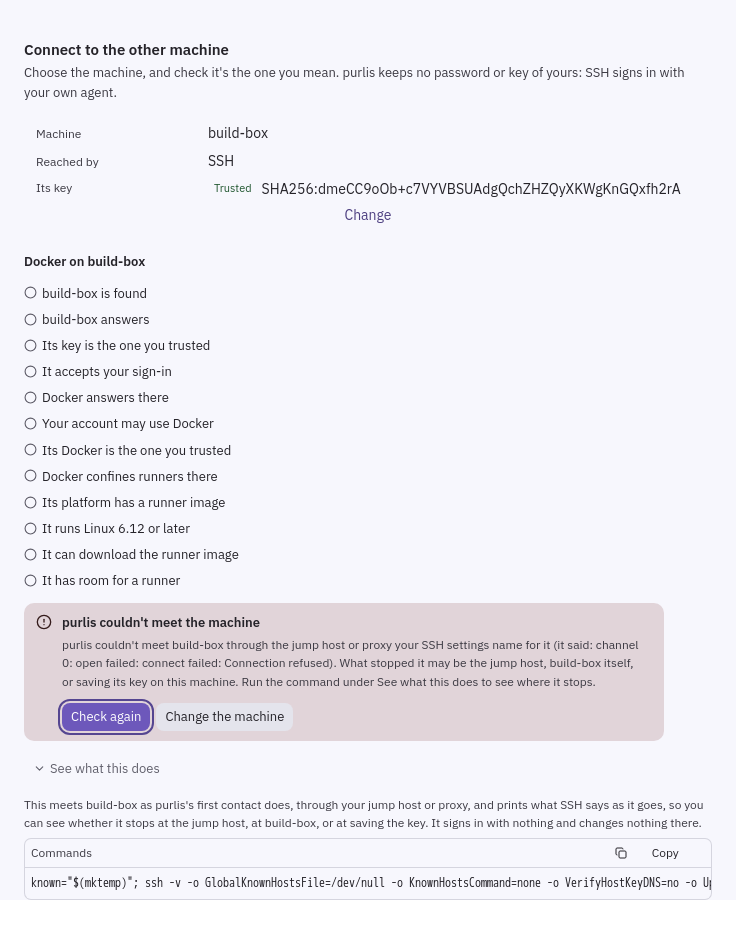 Connect to the other machine
Choose the machine, and check it's the one you mean. purlis keeps no password or key of yours: SSH signs in with
your own agent.
Machine build-box
Reached by SSH
Its key Trusted SHA256:dmeCC9oOb+c7VYVBSUAdgQchZHZQyXKWgKnGQxfh2rA
Change
Docker on build-box
build-box is found
build-box answers
Its key is the one you trusted
It accepts your sign-in
Docker answers there
Your account may use Docker
Its Docker is the one you trusted
Docker confines runners there
Its platform has a runner image
It runs Linux 6.12 or later
It can download the runner image
It has room for a runner
purlis couldn't meet the machine
purlis couldn't meet build-box through the jump host or proxy your SSH settings name for it (it said: channel
0: open failed: connect failed: Connection refused). What stopped it may be the jump host, build-box itself,
or saving its key on this machine. Run the command under See what this does to see where it stops.
Check again Change the machine
See what this does
This meets build-box as purlis's first contact does, through your jump host or proxy, and prints what SSH says as it goes, so you
can see whether it stops at the jump host, at build-box, or at saving the key. It signs in with nothing and changes nothing there.
Commands Copy
known="$(mktemp)"; ssh -v -o GlobalKnownHostsFile=/dev/null -o KnownHostsCommand=none -o VerifyHostKeyDNS=no -o